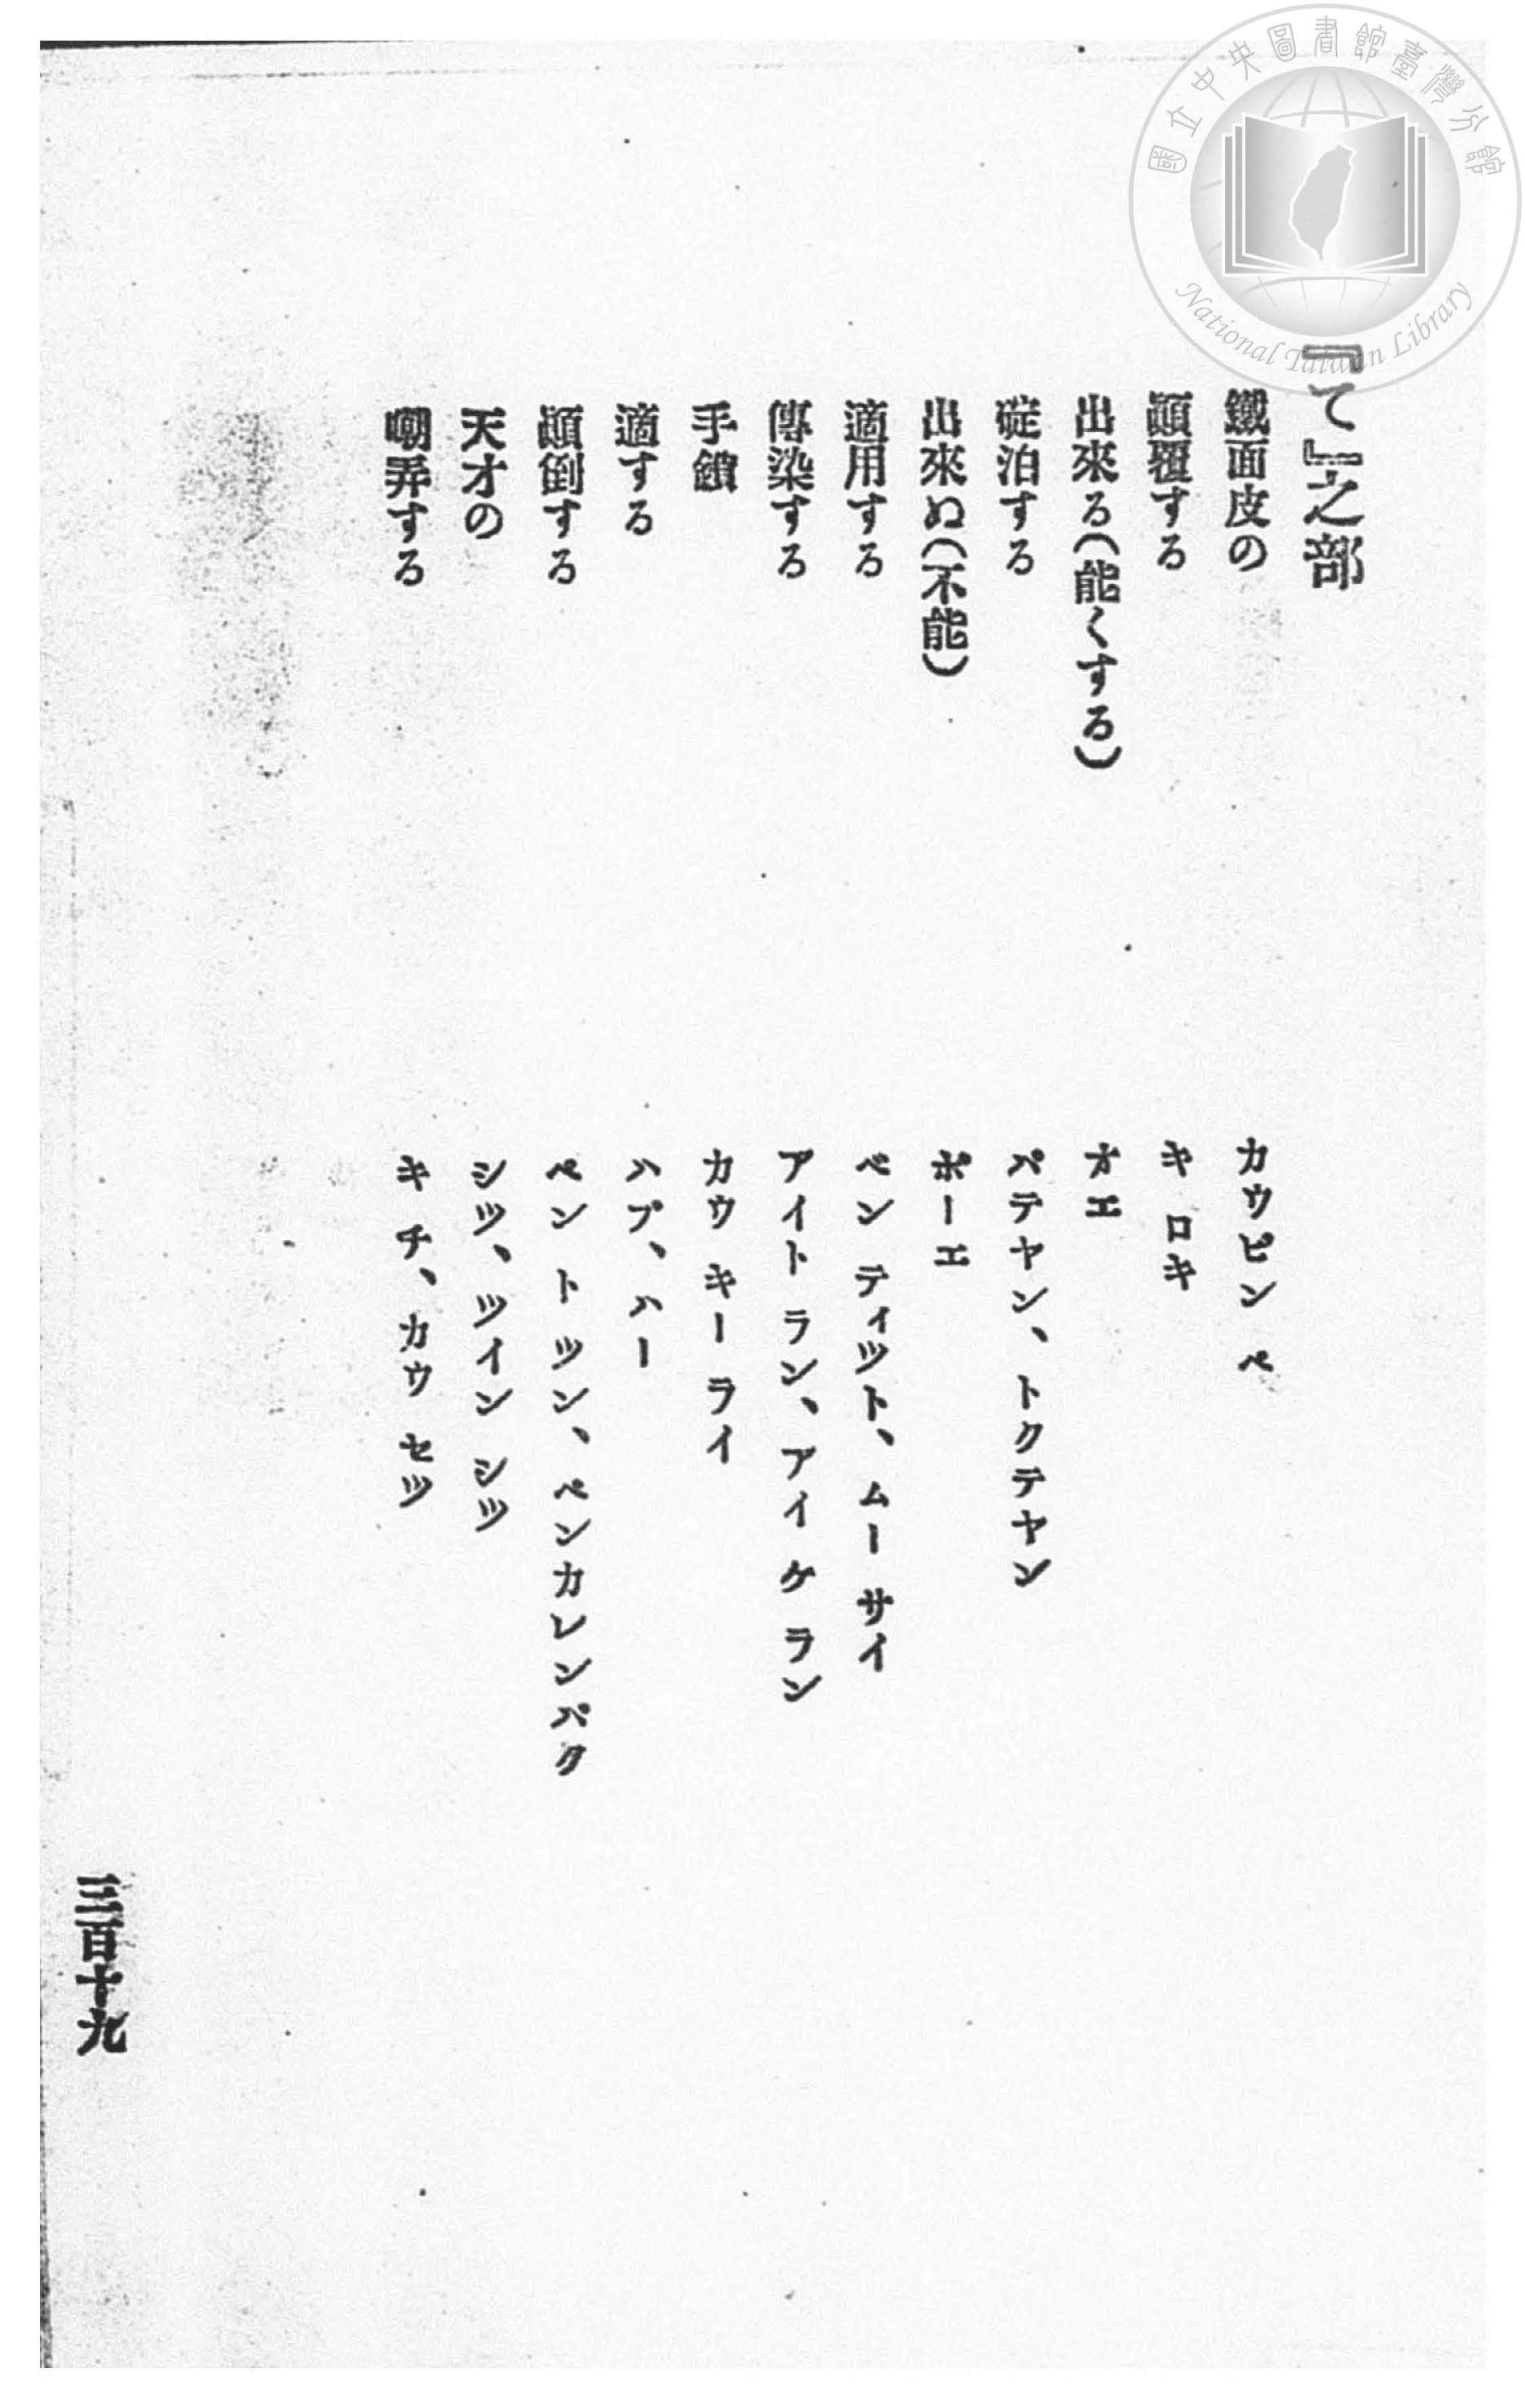 國立中央圖書館臺灣分館
National Taiwan Library
『て』之部
鐵面皮の　カウピン ペ
顚覆する　キ ロキ
出來る(能くする)　オエ
碇泊する　パテヤン、トクテヤン
出來ぬ(不能)　ポーエ
適用する　ベン ティツト、ムー サイ
傳染する　アイト ラン、アイ ケ ラン
手鎖　カウ キー ライ
適する　ハプ、ハー
顚倒する　ペン ト ツン、ペンカレンパク
天才の　シツ、ツイン シツ
嘲弄する　キ チ、カウ セツ
三百十九